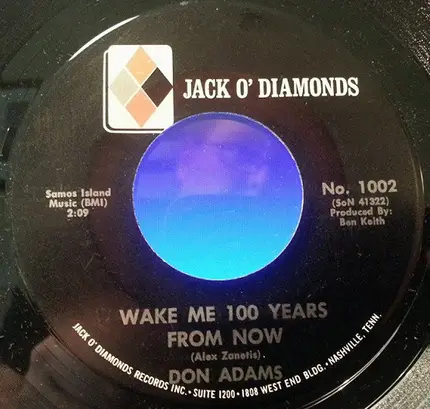 JACK O' DIAMONDS
Samos Island
Music (BMI)
2:09
No. 1002
(SoN 41322)
Produced By:
Ben Keith
WAKE ME 100 YEARS
FROM NOW
(Alex Zanetis)
DON ADAMS
JACK O' DIAMONDS RECORDS INC. • SUITE 1200 • 1808 WEST END BLDG. • NASHVILLE, TENN.